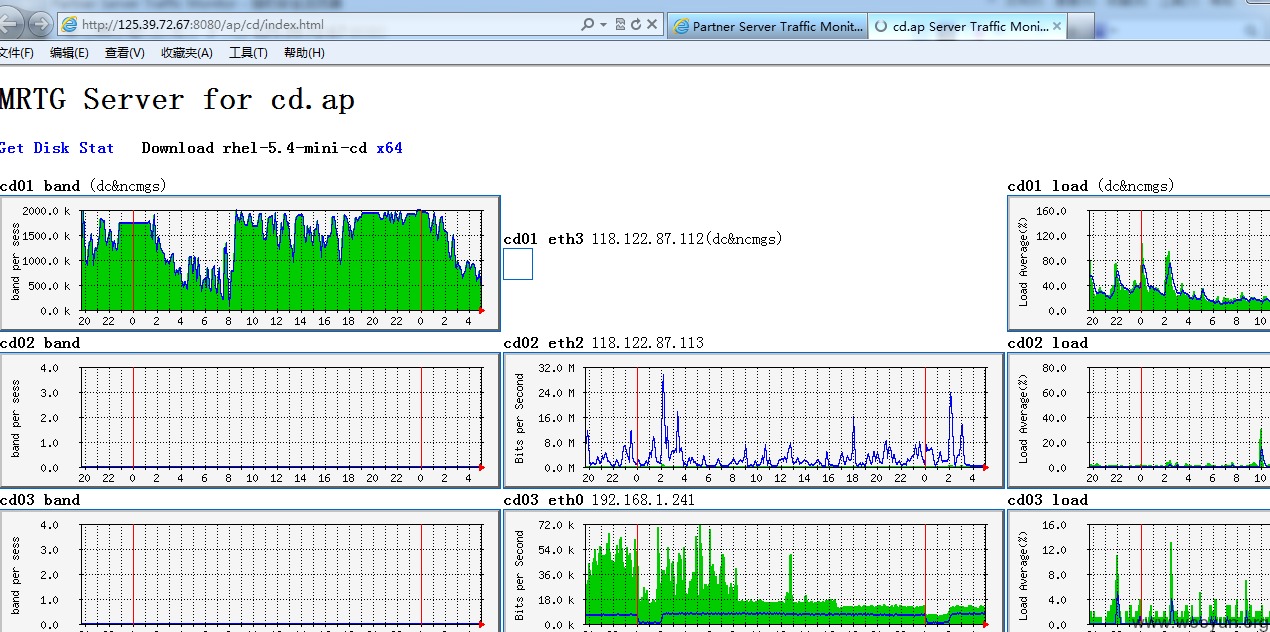 http://125.39.72.67:8080/ap/cd/index.html
Partner Server Traffic Monit...
cd.ap Server Traffic Moni...
文件(F) 编辑(E) 查看(V) 收藏夹(A) 工具(T) 帮助(H)
MRTG Server for cd.ap
Get Disk Stat Download rhel-5.4-mini-cd x64
cd01 band (dc&ncmgs)
2000.0 k
1500.0 k
1000.0 k
500.0 k
0.0 k
band per sess
20 22 0 2 4 6 8 10 12 14 16 18 20 22 0 2 4
cd01 eth3 118.122.87.112(dc&ncmgs)
cd01 load (dc&ncmgs)
160.0
120.0
80.0
40.0
0.0
Load Average(%)
20 22 0 2 4 6 8 10
cd02 band
4.0
3.0
2.0
1.0
0.0
band per sess
20 22 0 2 4 6 8 10 12 14 16 18 20 22 0 2 4
cd02 eth2 118.122.87.113
32.0 M
24.0 M
16.0 M
8.0 M
0.0 M
Bits per Second
20 22 0 2 4 6 8 10 12 14 16 18 20 22 0 2 4
cd02 load
80.0
60.0
40.0
20.0
0.0
Load Average(%)
20 22 0 2 4 6 8 10
cd03 band
4.0
3.0
2.0
1.0
0.0
band per sess
cd03 eth0 192.168.1.241
72.0 k
54.0 k
36.0 k
18.0 k
0.0 k
Bits per Second
cd03 load
16.0
12.0
8.0
4.0
0.0
Load Average(%)
www.wooyun.org